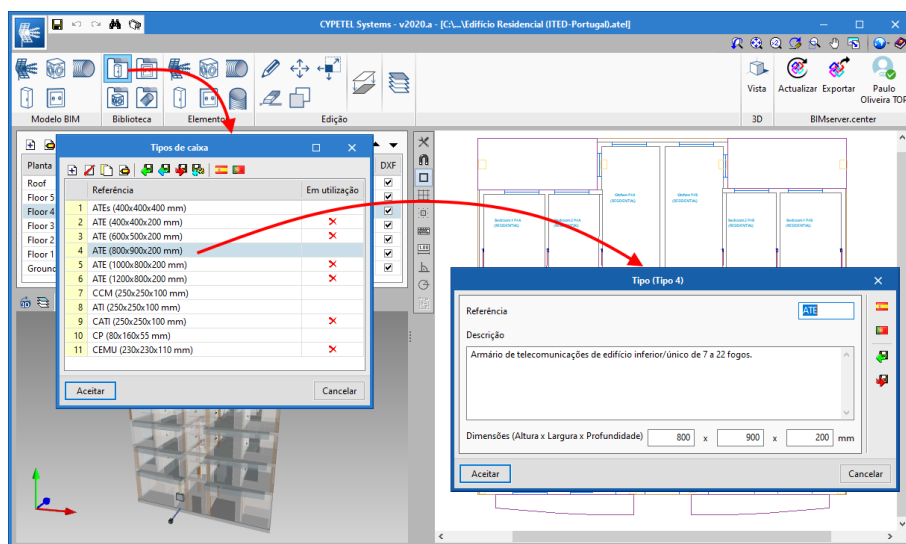 CYPETEL Systems - v2020.a - [C:\...\Edifício Residencial (ITED-Portugal).atel]
Vista
Actualizar
Exportar
Paulo
Oliveira TOP
Modelo BIM
Biblioteca
Elemento
Edição
3D
BIMserver.center
Planta
DXF
Roof
Floor 5
Floor 4
Floor 3
Floor 2
Floor 1
Ground
Tipos de caixa
Referência
Em utilização
1 ATEs (400x400x400 mm)
2 ATE (400x400x200 mm)
3 ATE (600x500x200 mm)
4 ATE (800x900x200 mm)
5 ATE (1000x800x200 mm)
6 ATE (1200x800x200 mm)
7 CCM (250x250x100 mm)
8 ATI (250x250x100 mm)
9 CATI (250x250x100 mm)
10 CP (80x160x55 mm)
11 CEMU (230x230x110 mm)
Aceitar
Cancelar
Tipo (Tipo 4)
Referência
ATE
Descrição
Armário de telecomunicações de edifício inferior/único de 7 a 22 fogos.
Dimensões (Altura x Largura x Profundidade) 800 x 900 x 200 mm
Aceitar
Cancelar